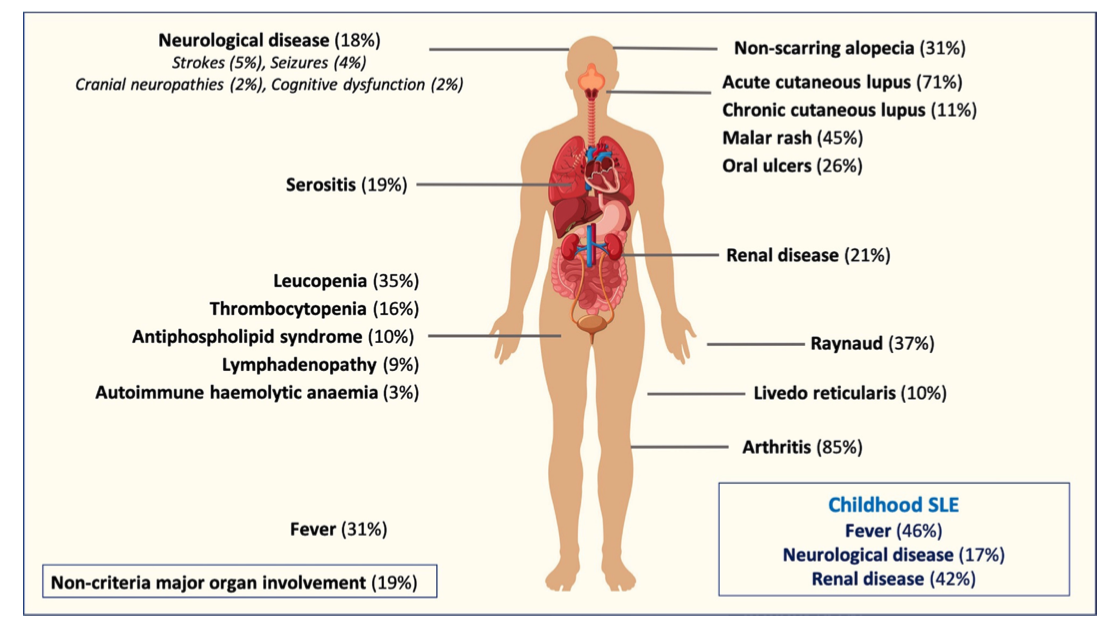 Neurological disease (18%)
Strokes (5%), Seizures (4%)
Cranial neuropathies (2%), Cognitive dysfunction (2%)
Serositis (19%)
Leucopenia (35%)
Thrombocytopenia (16%)
Antiphospholipid syndrome (10%)
Lymphadenopathy (9%)
Autoimmune haemolytic anaemia (3%)
Fever (31%)
Non-criteria major organ involvement (19%)
Non-scarring alopecia (31%)
Acute cutaneous lupus (71%)
Chronic cutaneous lupus (11%)
Malar rash (45%)
Oral ulcers (26%)
Renal disease (21%)
Raynaud (37%)
Livedo reticularis (10%)
Arthritis (85%)
Childhood SLE
Fever (46%)
Neurological disease (17%)
Renal disease (42%)